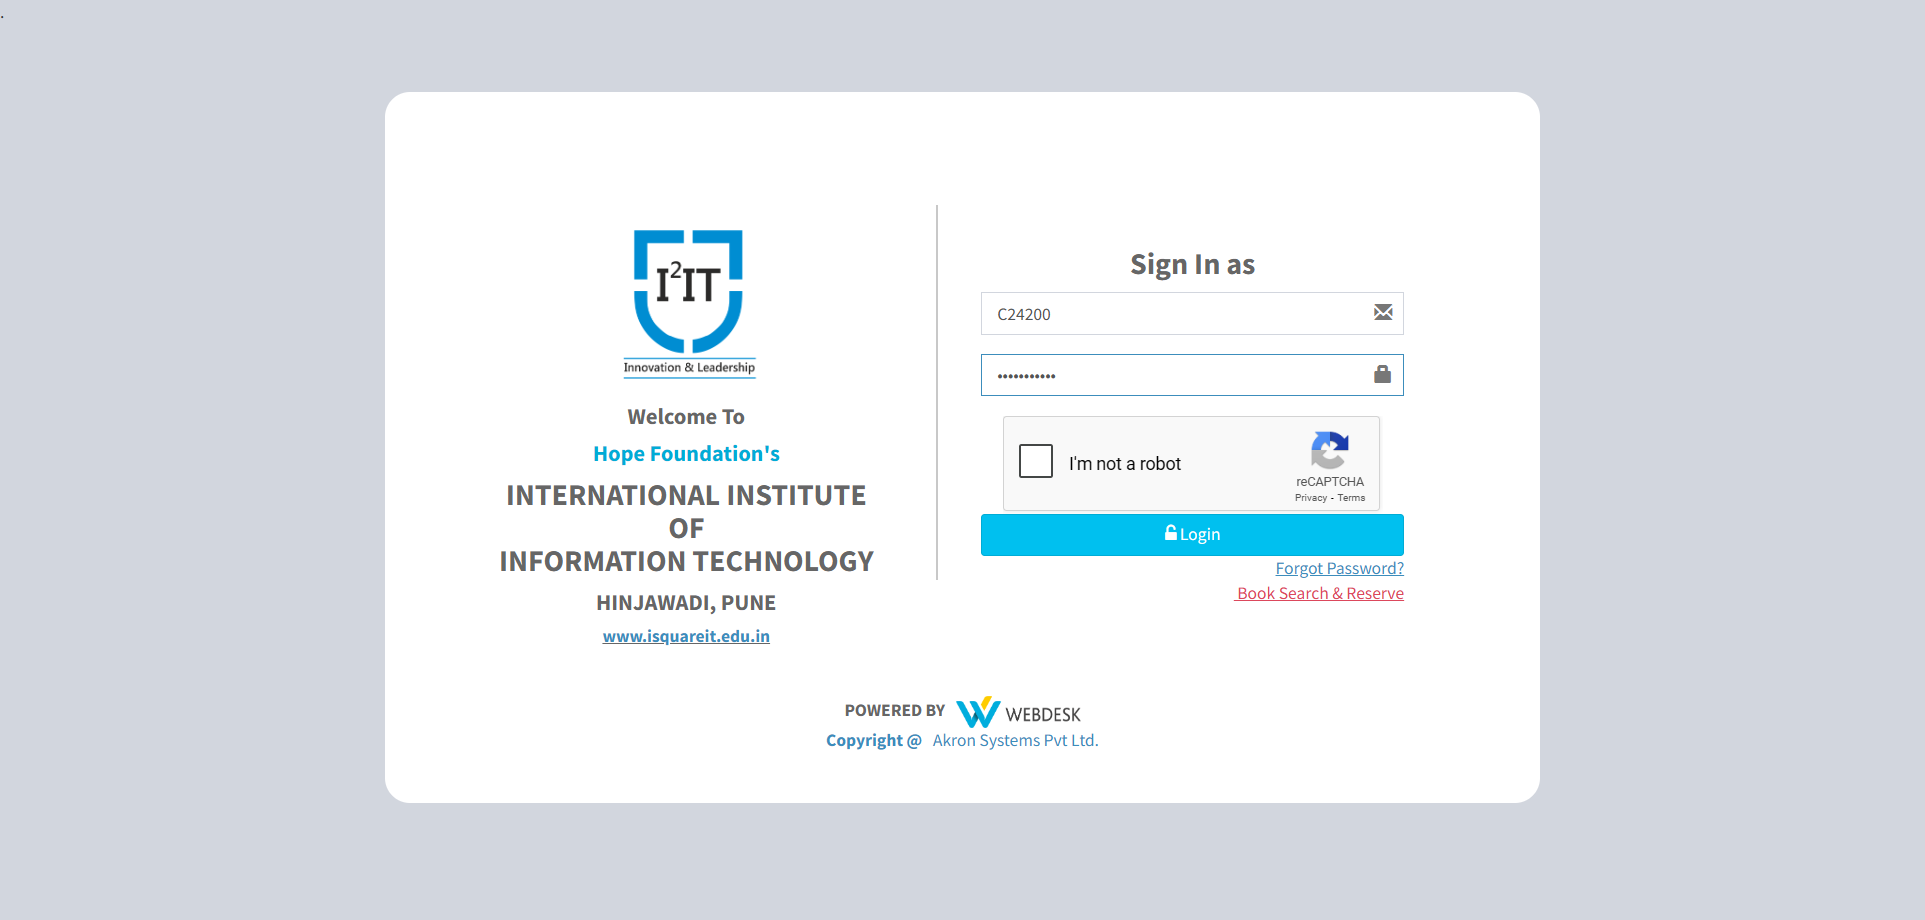 .
I²IT
Innovation & Leadership
Welcome To
Hope Foundation's
INTERNATIONAL INSTITUTE
OF
INFORMATION TECHNOLOGY
HINJAWADI, PUNE
www.isquareit.edu.in
Sign In as
C24200
•••••••••••
I'm not a robot
reCAPTCHA
Privacy - Terms
Login
Forgot Password?
Book Search & Reserve
POWERED BY WEBDESK
Copyright @ Akron Systems Pvt Ltd.